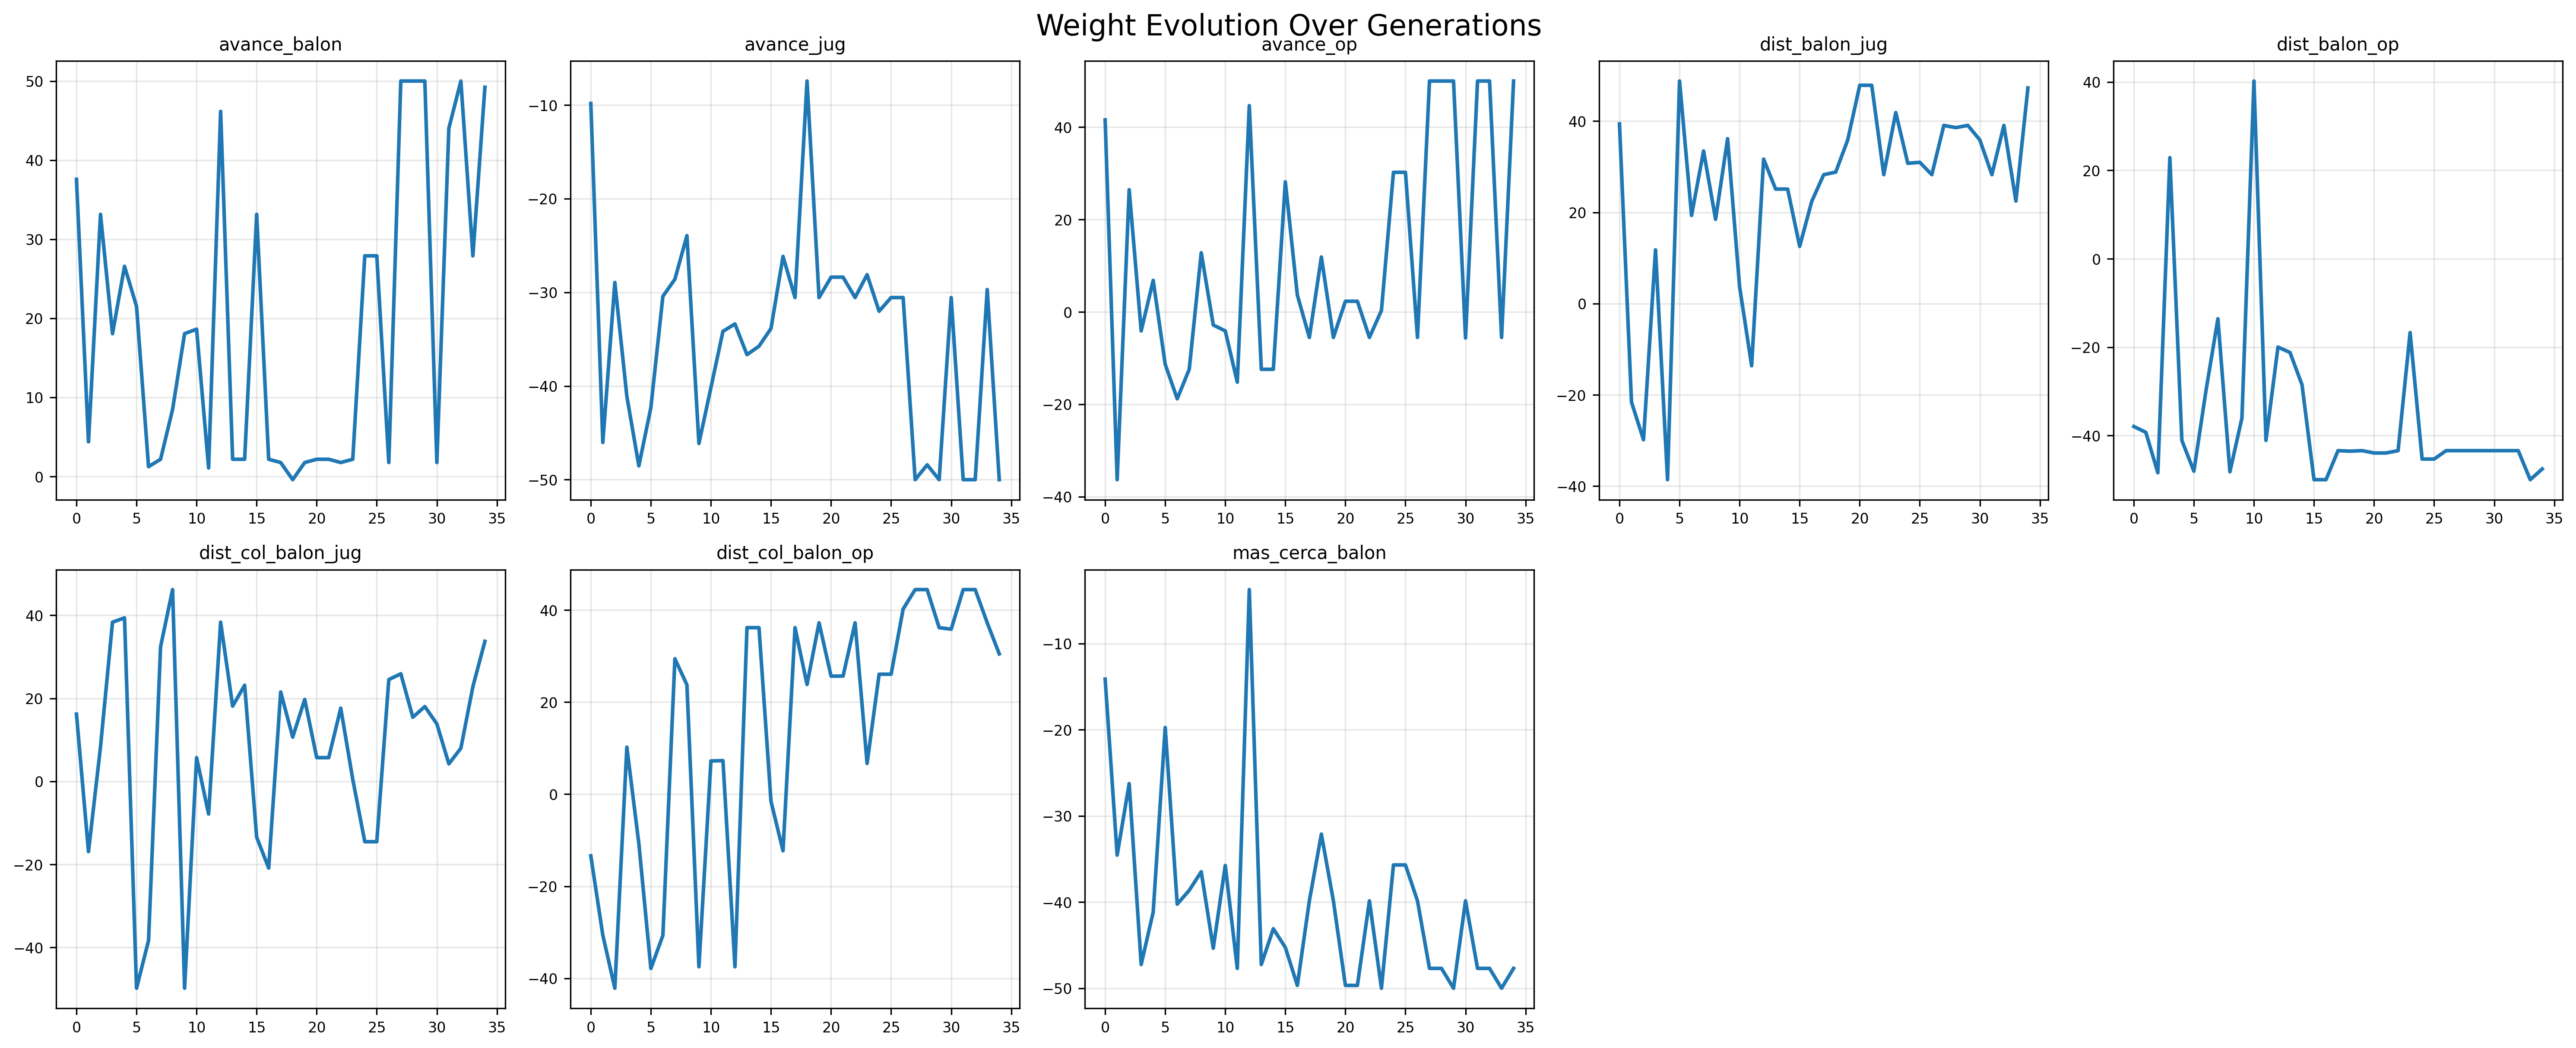 Weight Evolution Over Generations
avance_balon
50
40
30
20
10
0
0 5 10 15 20 25 30 35
avance_jug
−10
−20
−30
−40
−50
0 5 10 15 20 25 30 35
avance_op
40
20
0
−20
−40
0 5 10 15 20 25 30 35
dist_balon_jug
40
20
0
−20
−40
0 5 10 15 20 25 30 35
dist_balon_op
40
20
0
−20
−40
0 5 10 15 20 25 30 35
dist_col_balon_jug
40
20
0
−20
−40
0 5 10 15 20 25 30 35
dist_col_balon_op
40
20
0
−20
−40
0 5 10 15 20 25 30 35
mas_cerca_balon
−10
−20
−30
−40
−50
0 5 10 15 20 25 30 35